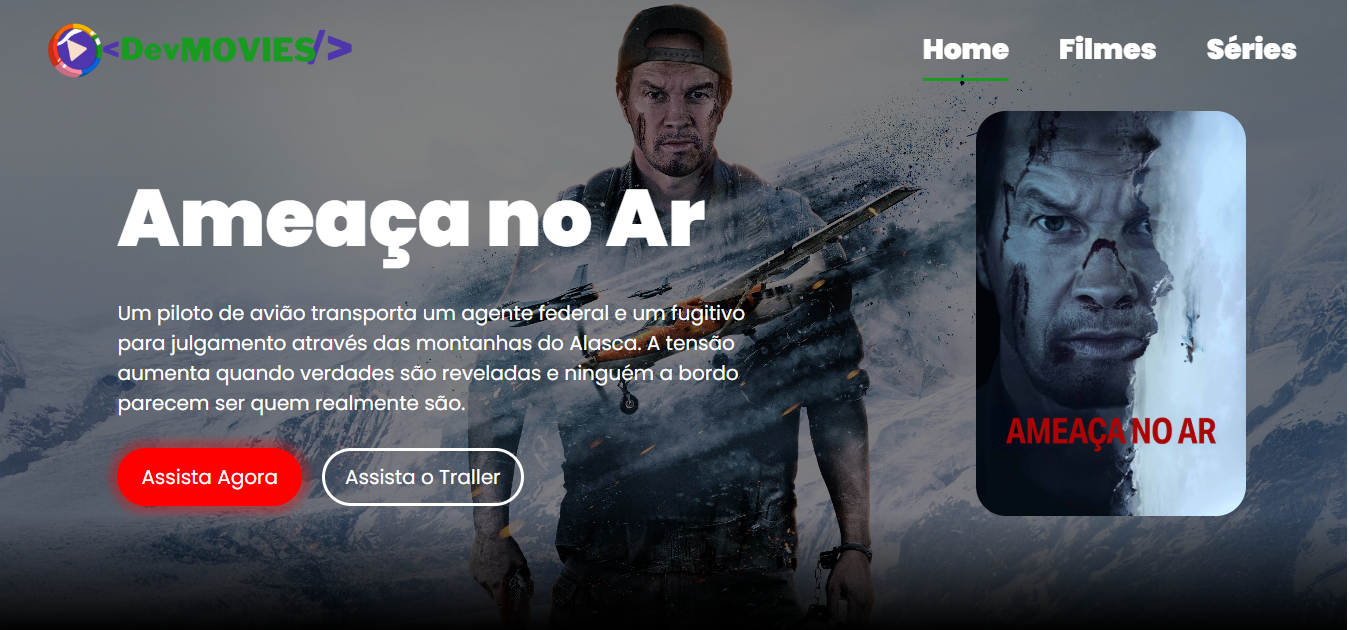 <DevMOVIES/>
Home
Filmes
Séries
Ameaça no Ar
Um piloto de avião transporta um agente federal e um fugitivo
para julgamento através das montanhas do Alasca. A tensão
aumenta quando verdades são reveladas e ninguém a bordo
parecem ser quem realmente são.
Assista Agora
Assista o Traller
AMEAÇA NO AR